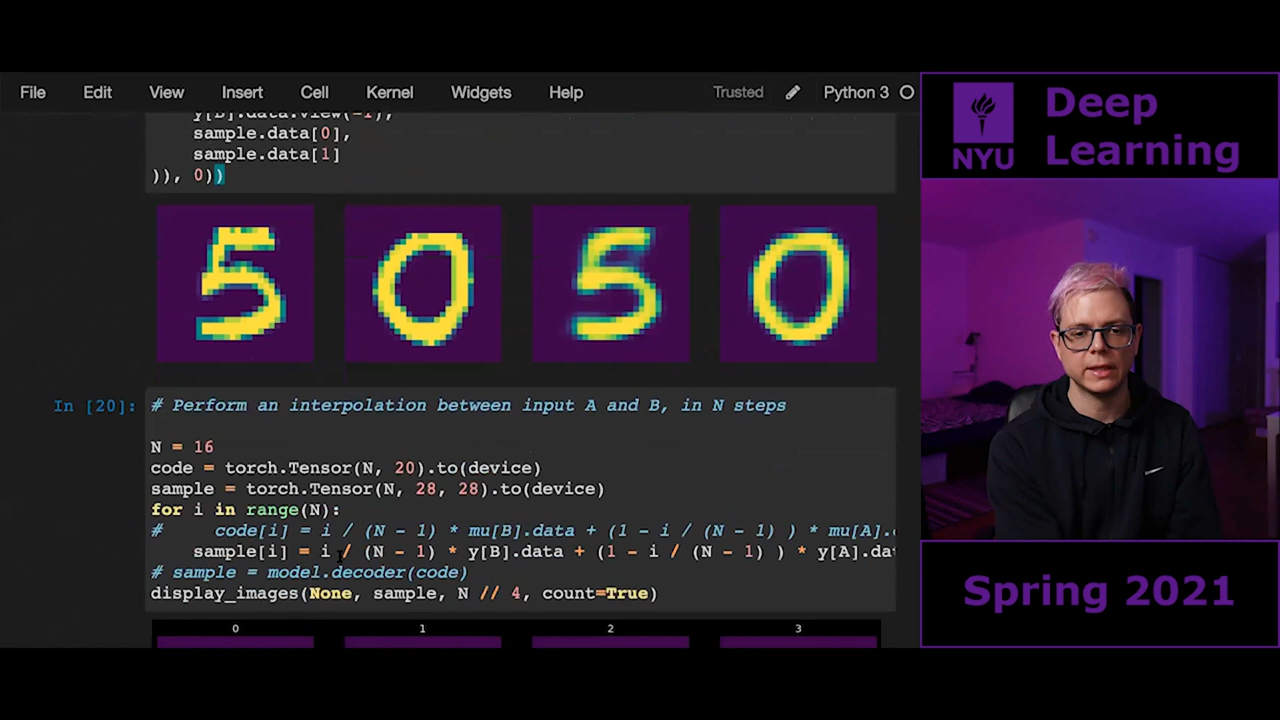 File Edit View Insert Cell Kernel Widgets Help Trusted Python 3
y[B].data.view(-1),
sample.data[0],
sample.data[1]
)), 0))
In [20]:
# Perform an interpolation between input A and B, in N steps
N = 16
code = torch.Tensor(N, 20).to(device)
sample = torch.Tensor(N, 28, 28).to(device)
for i in range(N):
#     code[i] = i / (N - 1) * mu[B].data + (1 - i / (N - 1) ) * mu[A].
sample[i] = i / (N - 1) * y[B].data + (1 - i / (N - 1) ) * y[A].dat
# sample = model.decoder(code)
display_images(None, sample, N // 4, count=True)
0 1 2 3
5 0 5 0
NYU
Deep
Learning
Spring 2021